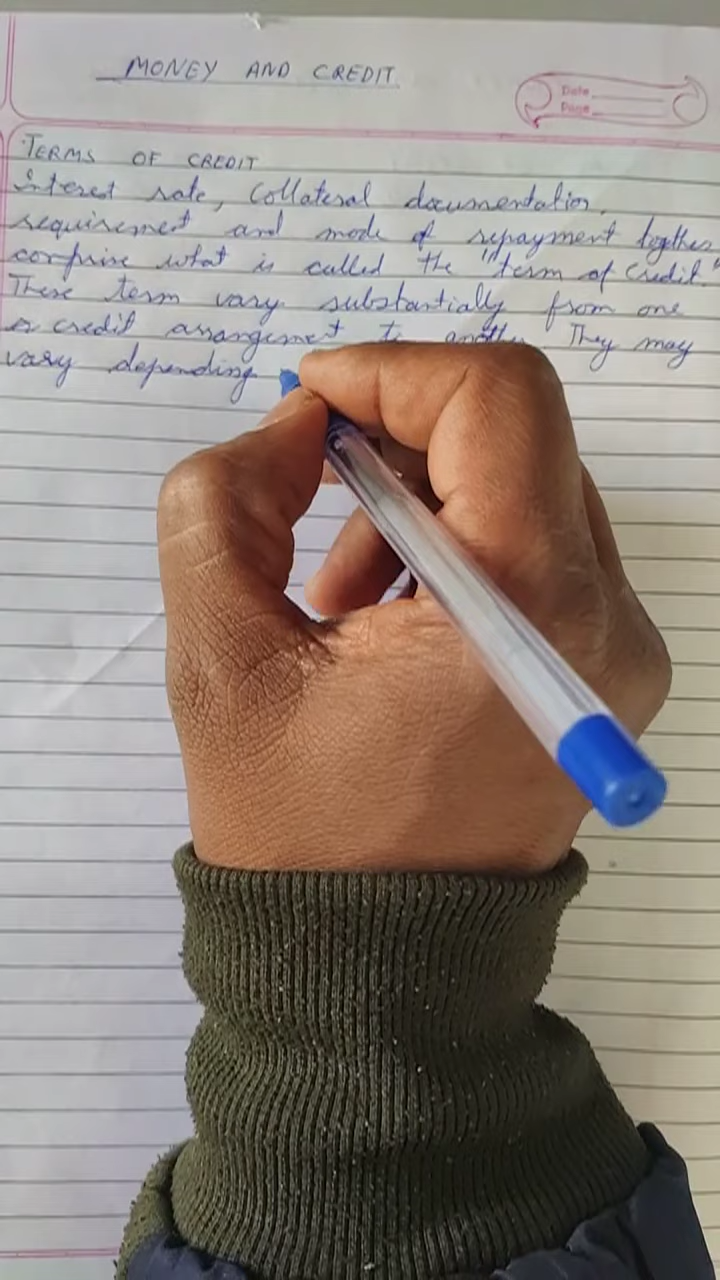 MONEY AND CREDIT
Date
Page
TERMS OF CREDIT
Interest rate, Collateral documentation,
requirement and mode of repayment together
comprise what is called the "term of Credit."
These term vary substantially from one
credit arrangement to another. They may
vary depending